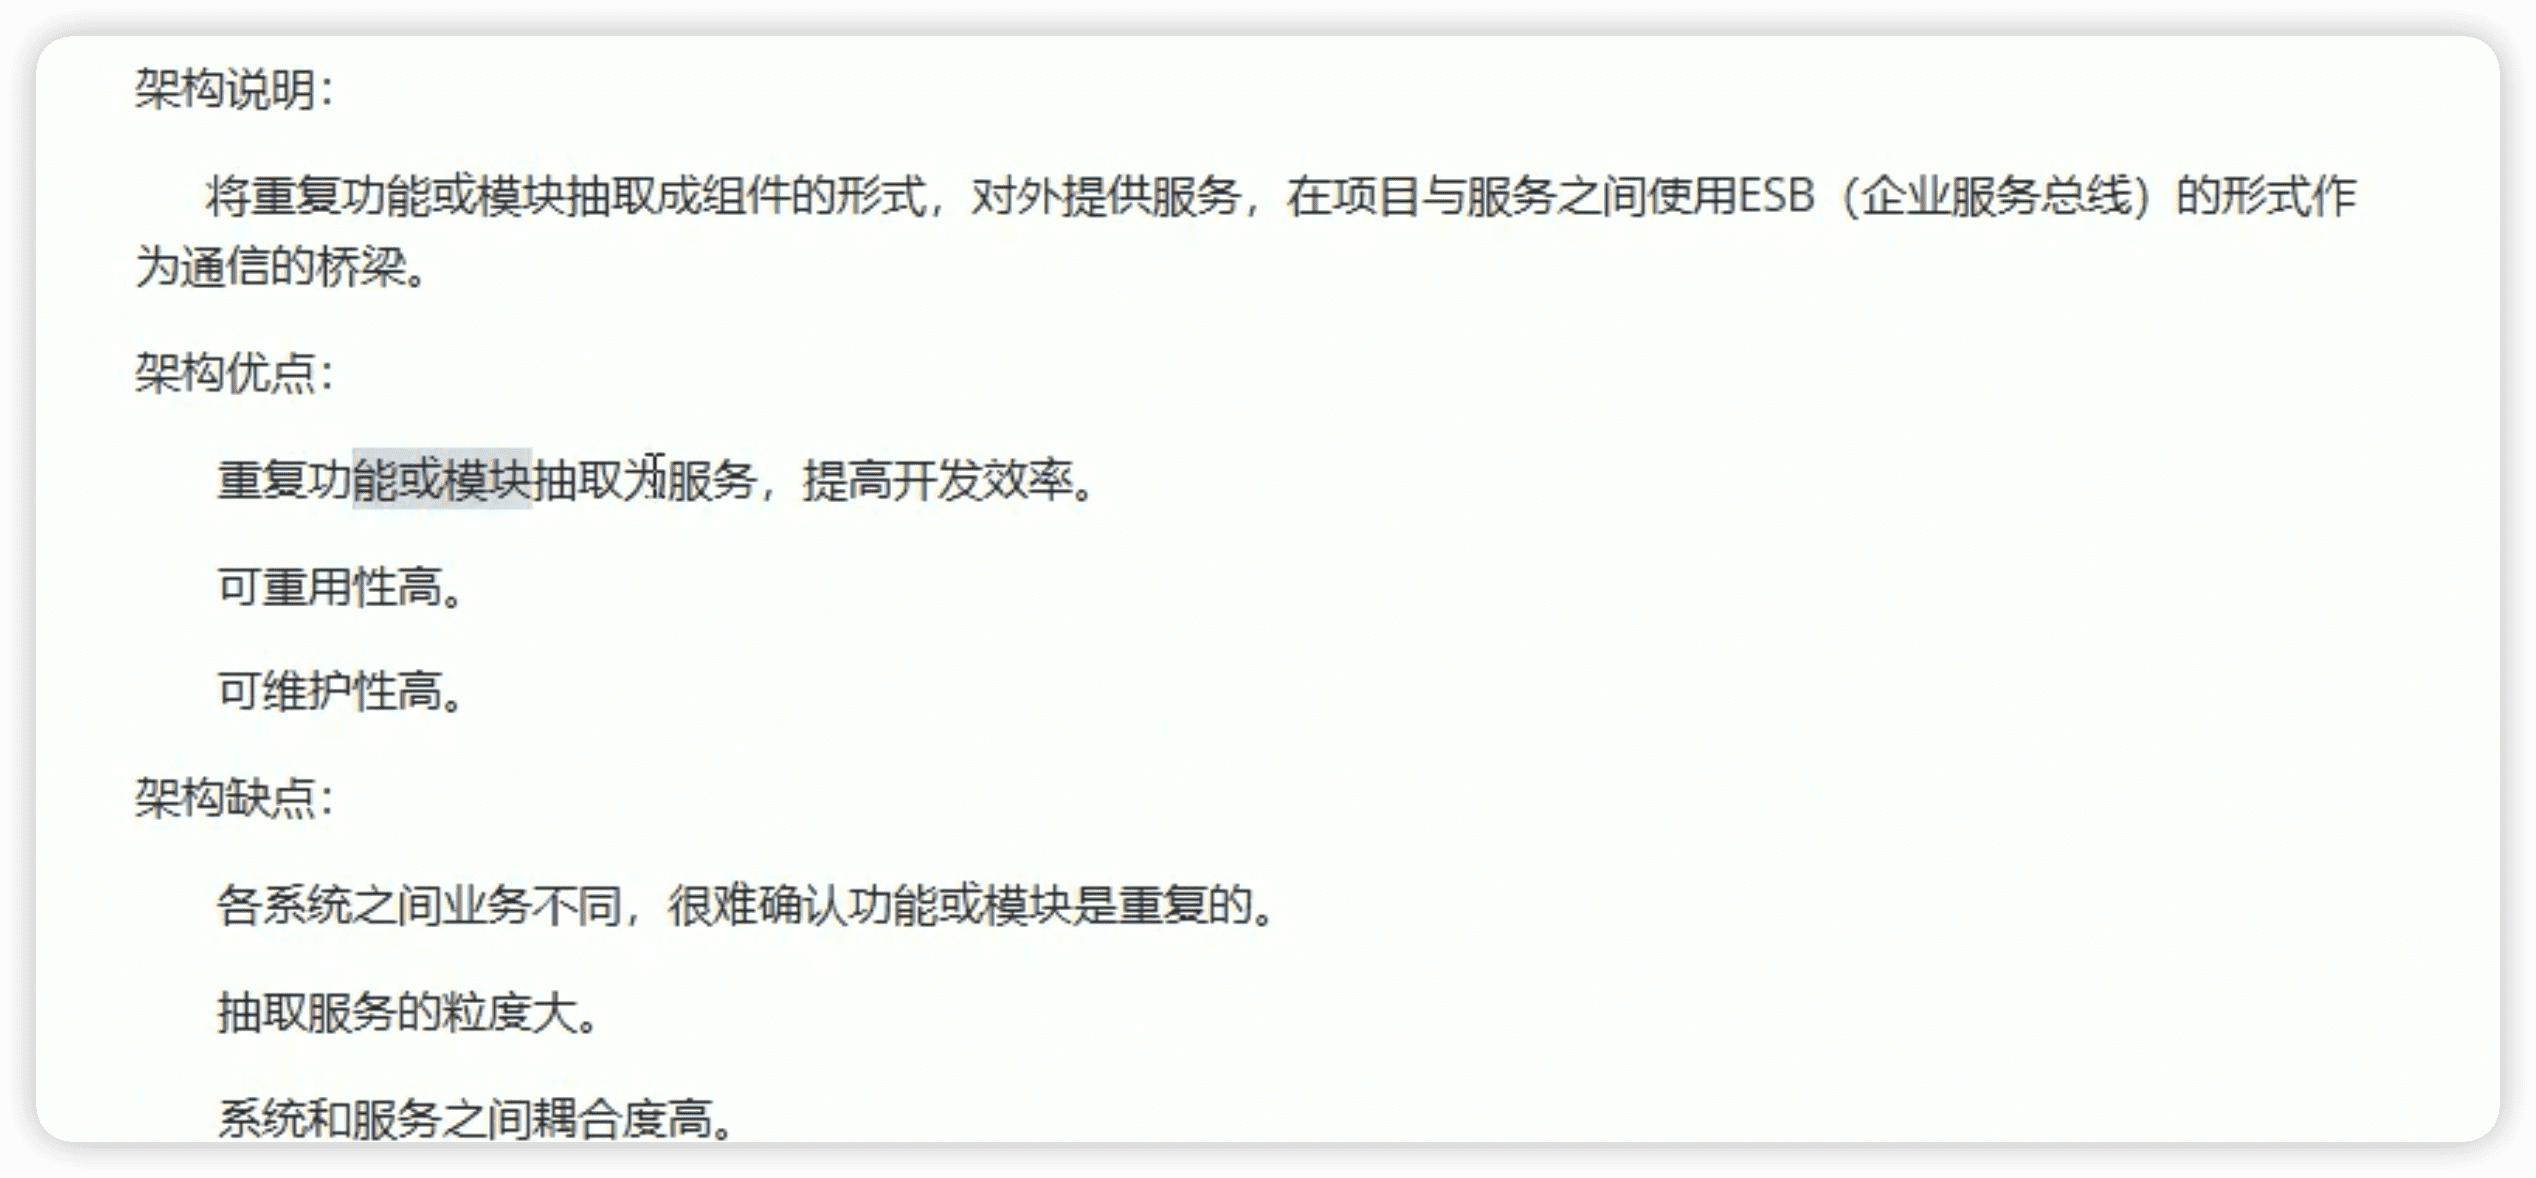 架构说明：
将重复功能或模块抽取成组件的形式，对外提供服务，在项目与服务之间使用ESB（企业服务总线）的形式作
为通信的桥梁。
架构优点：
重复功能或模块抽取为服务，提高开发效率。
可重用性高。
可维护性高。
架构缺点：
各系统之间业务不同，很难确认功能或模块是重复的。
抽取服务的粒度大。
系统和服务之间耦合度高。